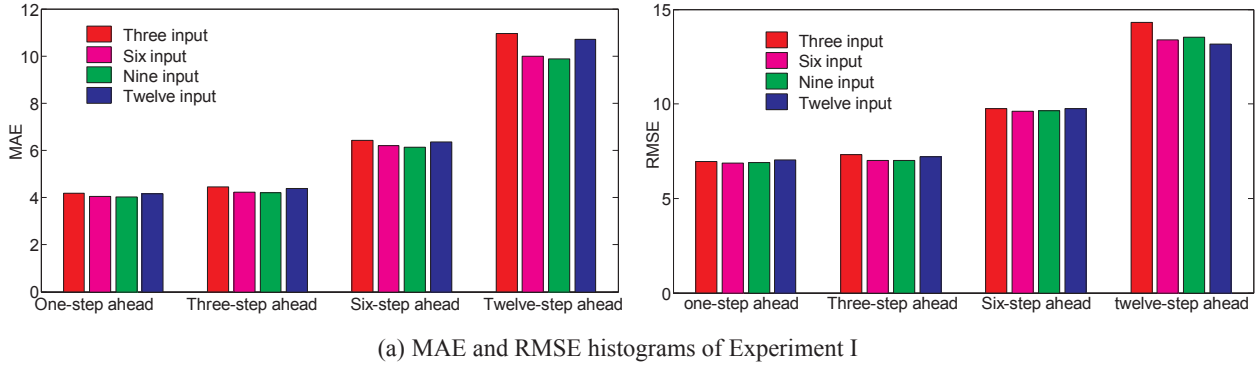 12
10
8
6
4
2
0
MAE
Three input
Six input
Nine input
Twelve input
One-step ahead
Three-step ahead
Six-step ahead
Twelve-step ahead
15
10
5
0
RMSE
Three input
Six input
Nine input
Twelve input
one-step ahead
Three-step ahead
Six-step ahead
twelve-step ahead
(a) MAE and RMSE histograms of Experiment I